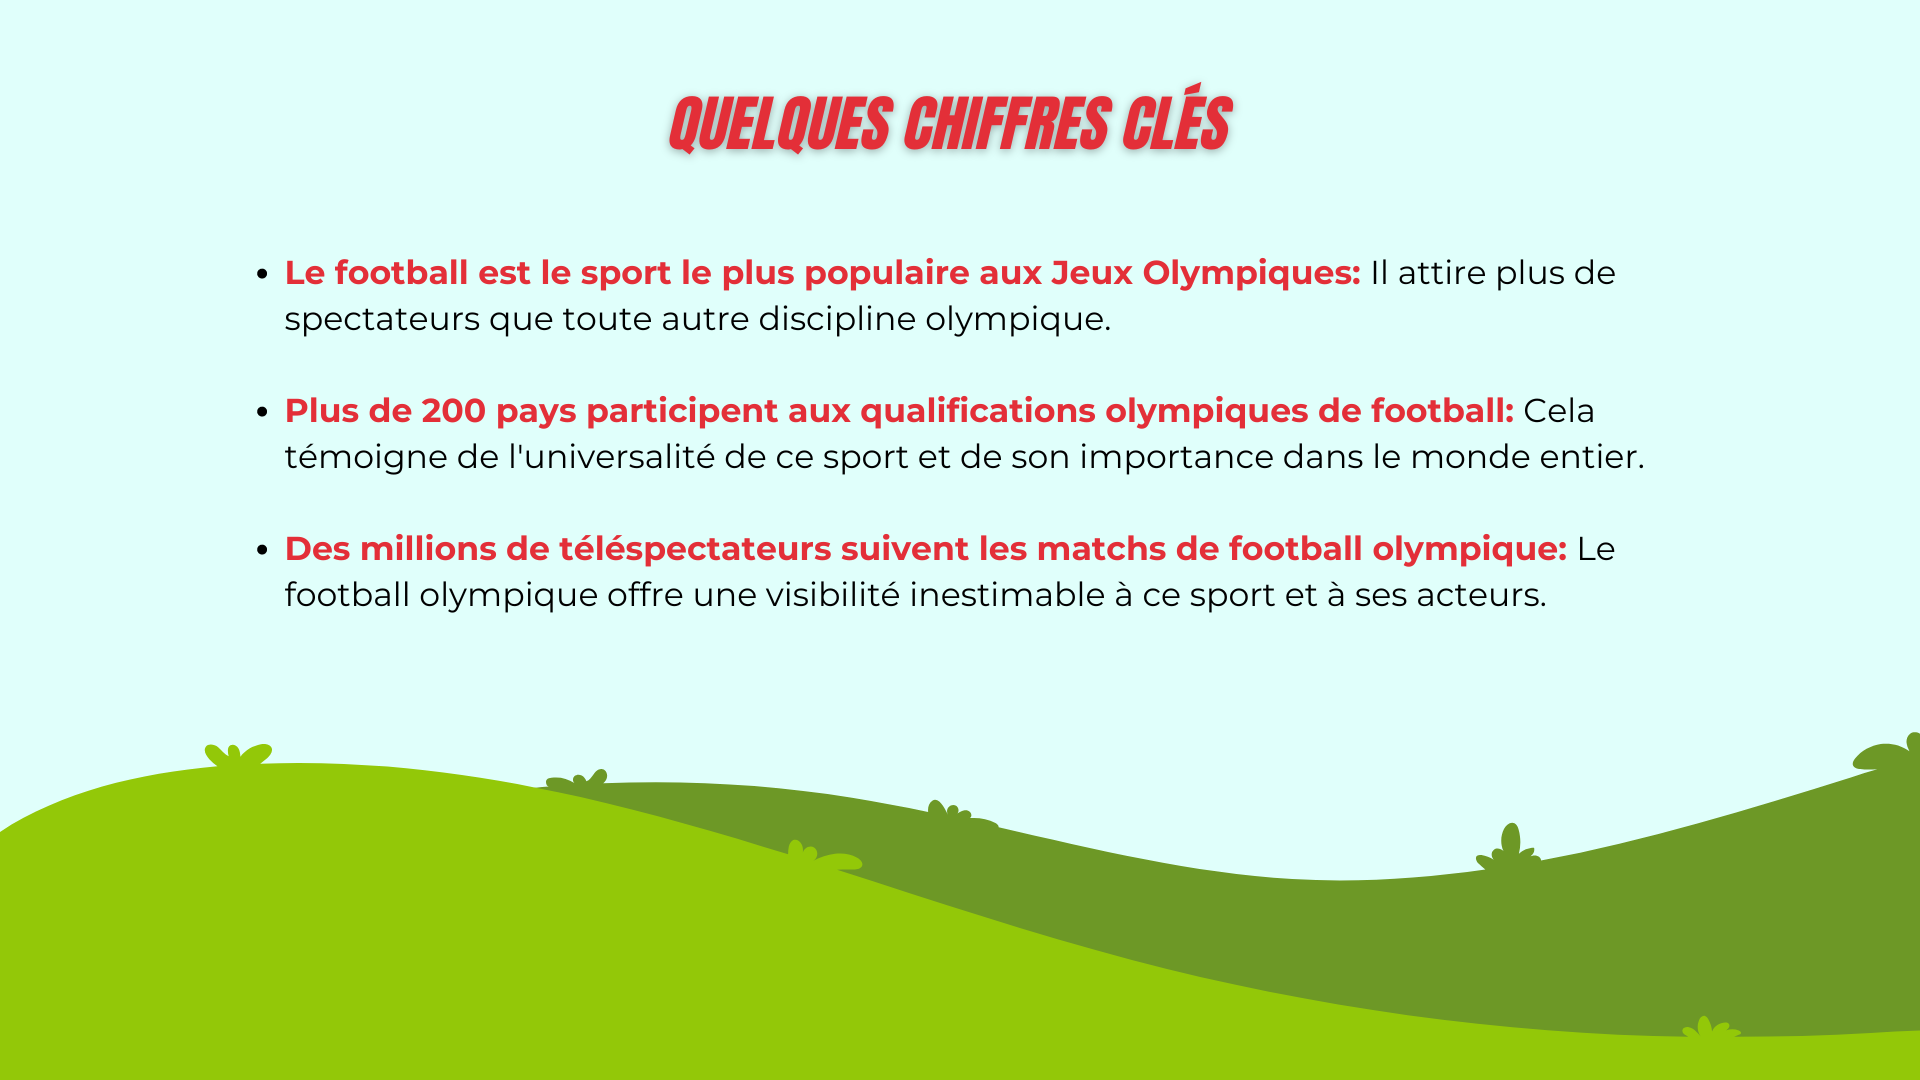 QUELQUES CHIFFRES CLÉS
• Le football est le sport le plus populaire aux Jeux Olympiques: Il attire plus de
spectateurs que toute autre discipline olympique.
• Plus de 200 pays participent aux qualifications olympiques de football: Cela
témoigne de l'universalité de ce sport et de son importance dans le monde entier.
• Des millions de téléspectateurs suivent les matchs de football olympique: Le
football olympique offre une visibilité inestimable à ce sport et à ses acteurs.